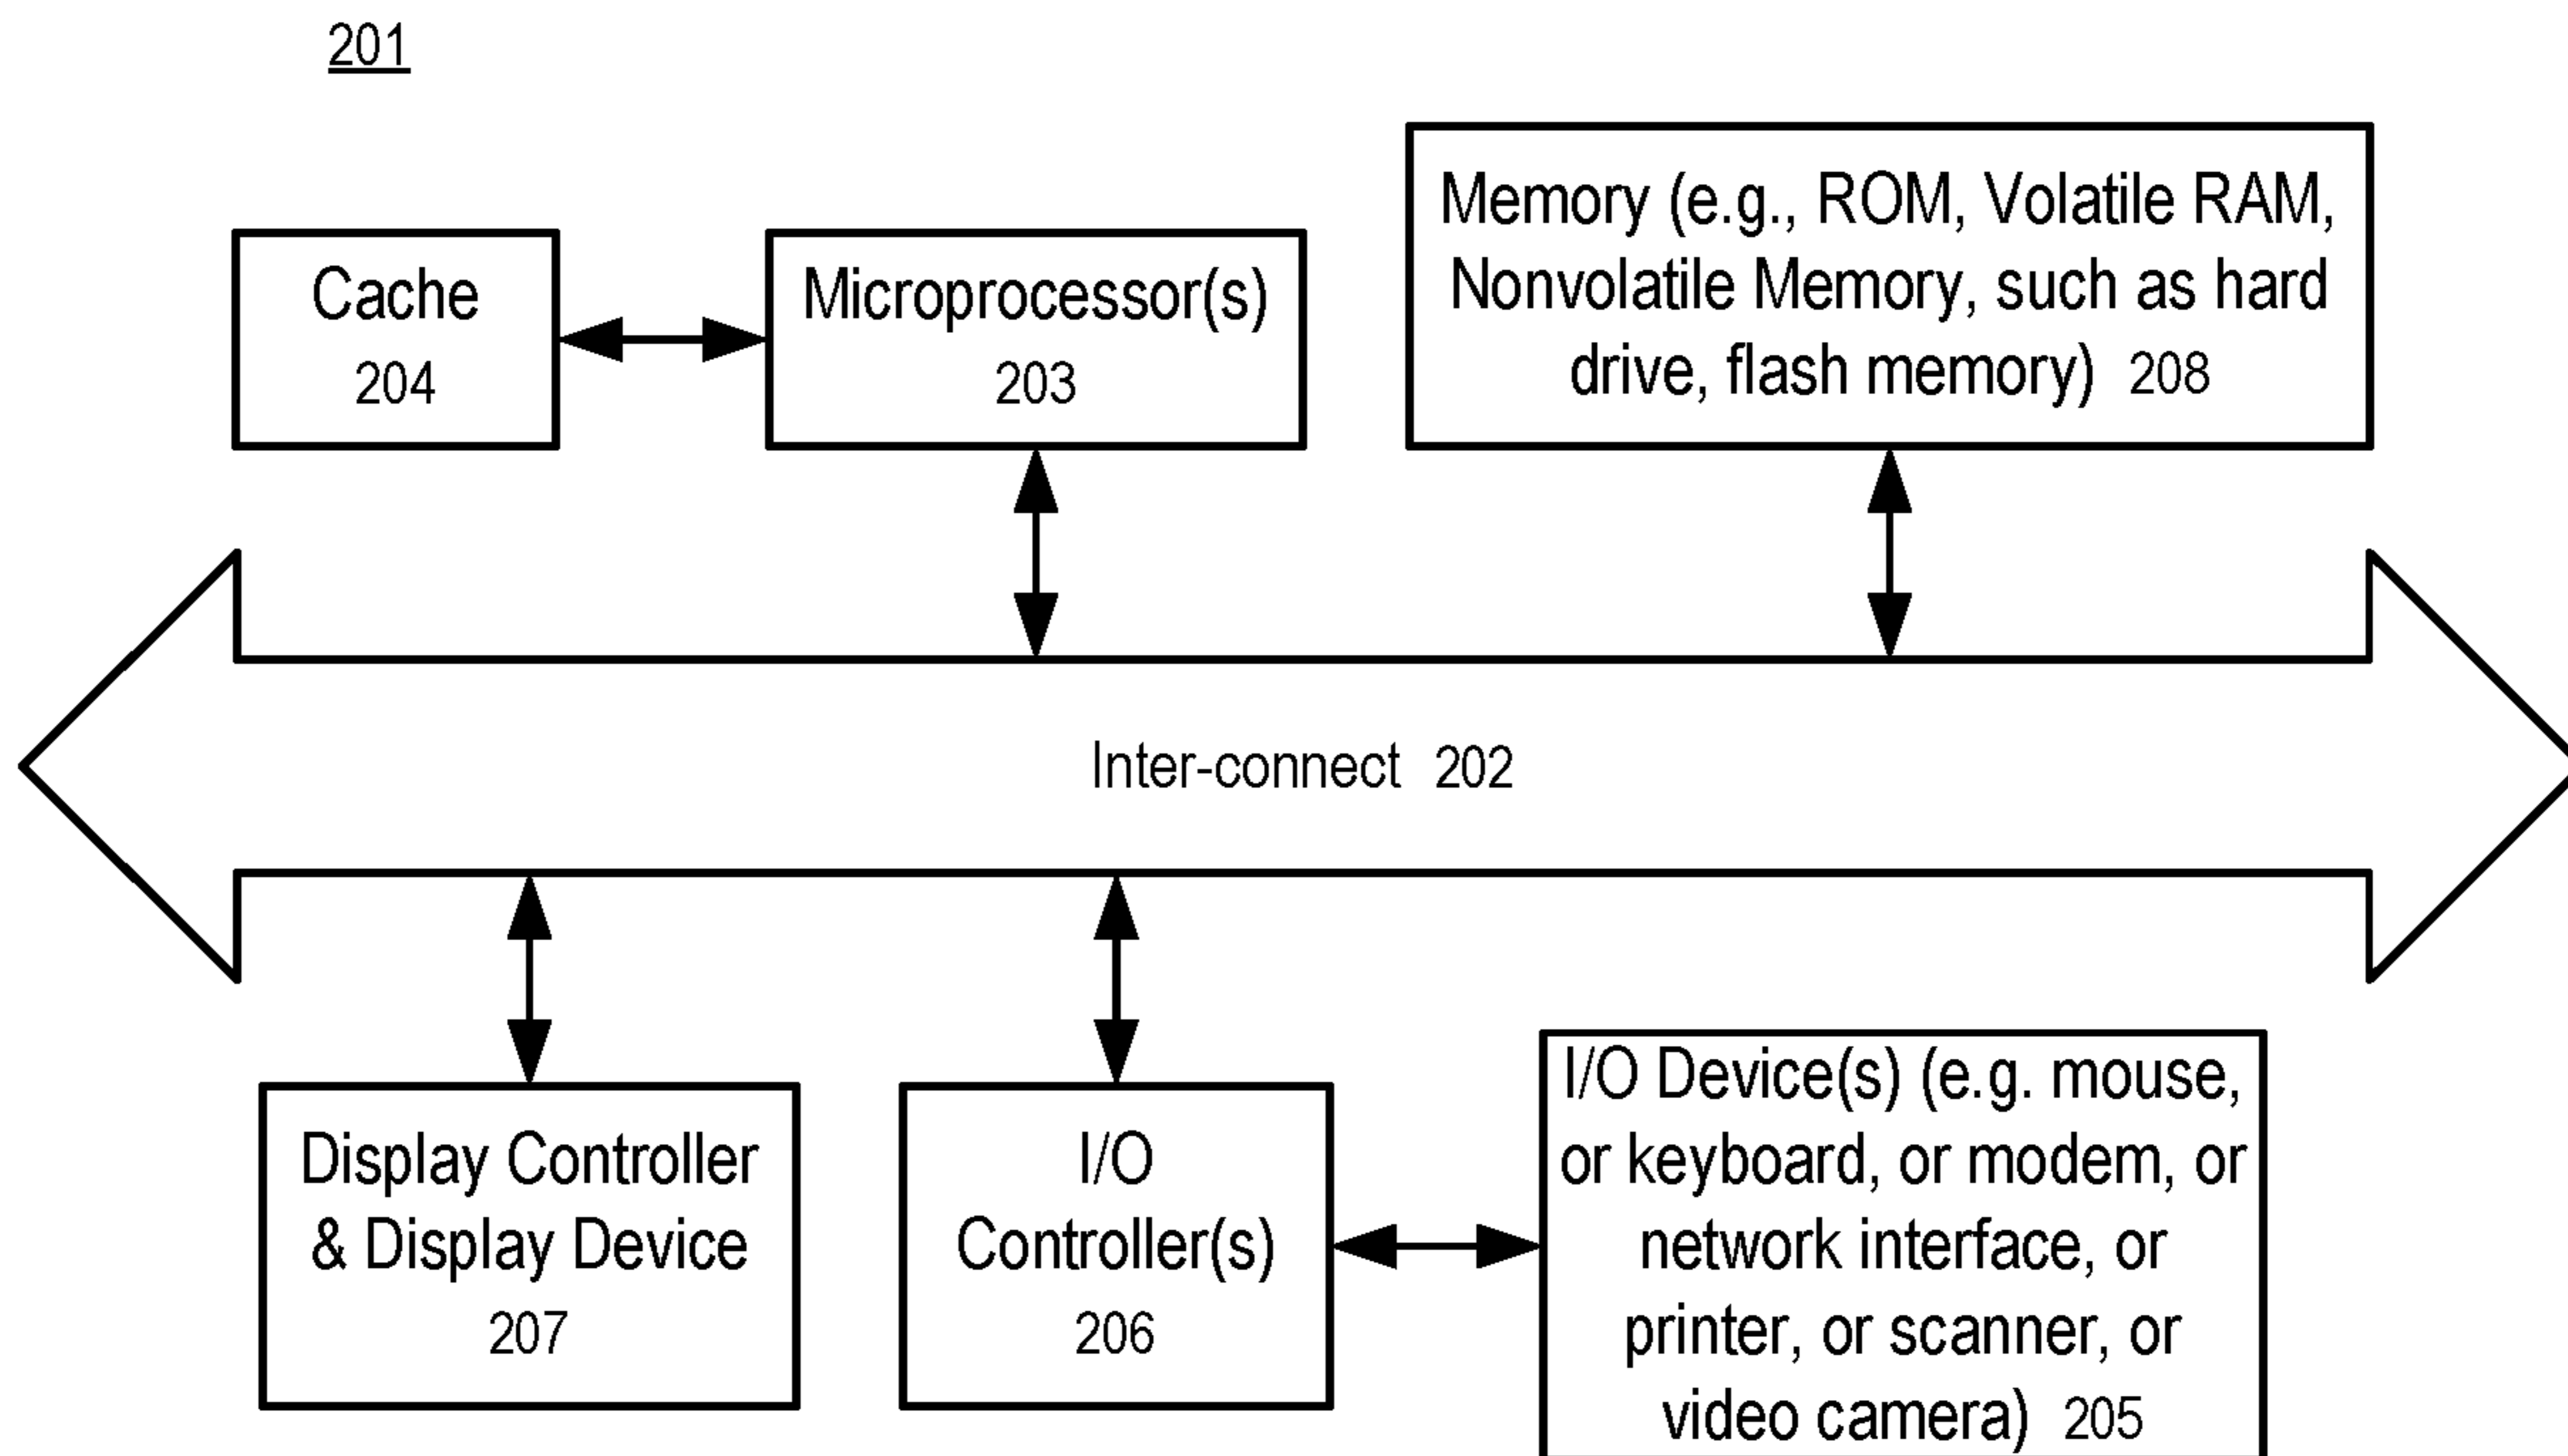 201
Cache
204
Microprocessor(s)
203
Memory (e.g., ROM, Volatile RAM,
Nonvolatile Memory, such as hard
drive, flash memory) 208
Inter-connect 202
Display Controller
& Display Device
207
I/O
Controller(s)
206
I/O Device(s) (e.g. mouse,
or keyboard, or modem, or
network interface, or
printer, or scanner, or
video camera) 205